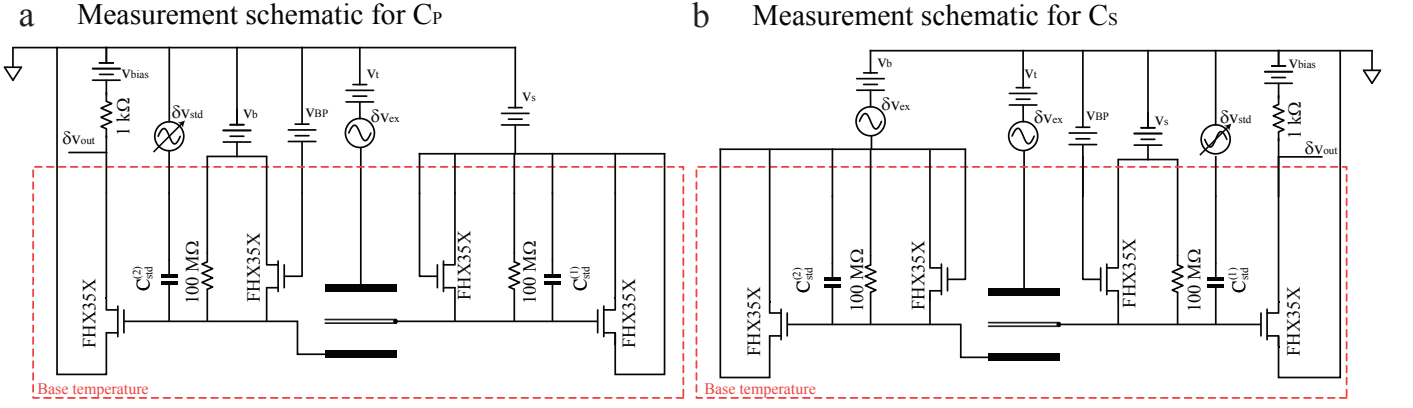 a Measurement schematic for CP
Vbias
1 kΩ
δVout
δVstd
Vb
VBP
Vt
δVex
Vs
FHX35X
C(2)std
100 MΩ
FHX35X
FHX35X
100 MΩ
C(1)std
FHX35X
Base temperature
b Measurement schematic for CS
Vb
δVex
Vt
δVex
VBP
Vs
δVstd
Vbias
1 kΩ
δVout
FHX35X
C(2)std
100 MΩ
FHX35X
FHX35X
100 MΩ
C(1)std
FHX35X
Base temperature